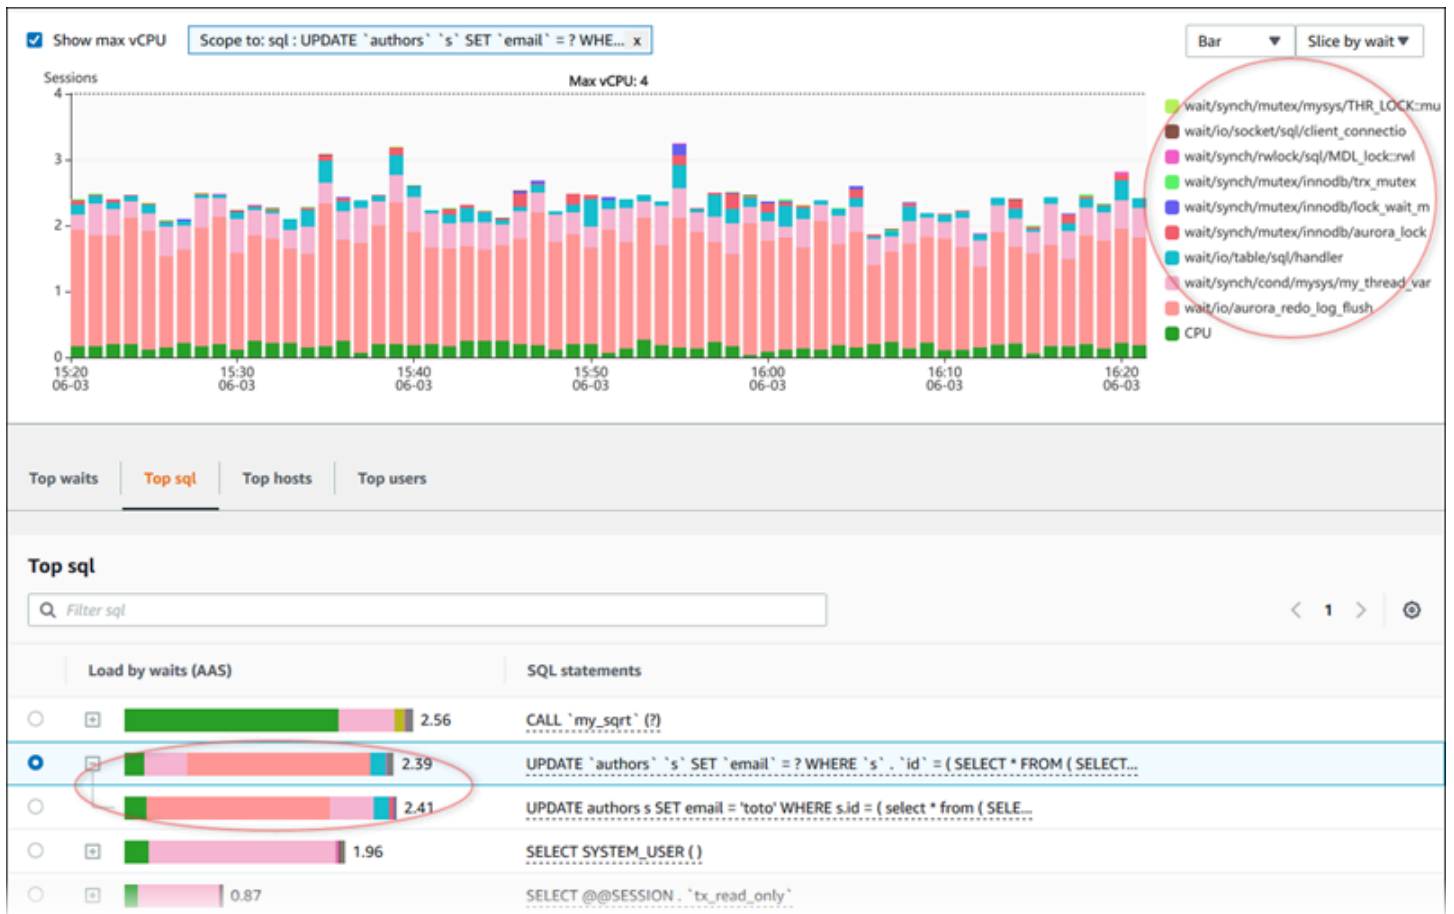 Show max vCPU
Scope to: sql : UPDATE `authors` `s` SET `email` = ? WHE... x
Bar
Slice by wait
Sessions
Max vCPU: 4
4
3
2
1
0
15:20
06-03
15:30
06-03
15:40
06-03
15:50
06-03
16:00
06-03
16:10
06-03
16:20
06-03
wait/synch/mutex/mysys/THR_LOCK::mu
wait/io/socket/sql/client_connectio
wait/synch/rwlock/sql/MDL_lock::rwl
wait/synch/mutex/innodb/trx_mutex
wait/synch/mutex/innodb/lock_wait_m
wait/synch/mutex/innodb/aurora_lock
wait/io/table/sql/handler
wait/synch/cond/mysys/my_thread_var
wait/io/aurora_redo_log_flush
CPU
Top waits
Top sql
Top hosts
Top users
Top sql
Filter sql
1
Load by waits (AAS)
SQL statements
2.56
CALL `my_sqrt` (?)
2.39
UPDATE `authors` `s` SET `email` = ? WHERE `s` . `id` = ( SELECT * FROM ( SELECT...
2.41
UPDATE authors s SET email = 'toto' WHERE s.id = ( select * from ( SELE...
1.96
SELECT SYSTEM_USER ( )
0.87
SELECT @@SESSION . `tx_read_only`